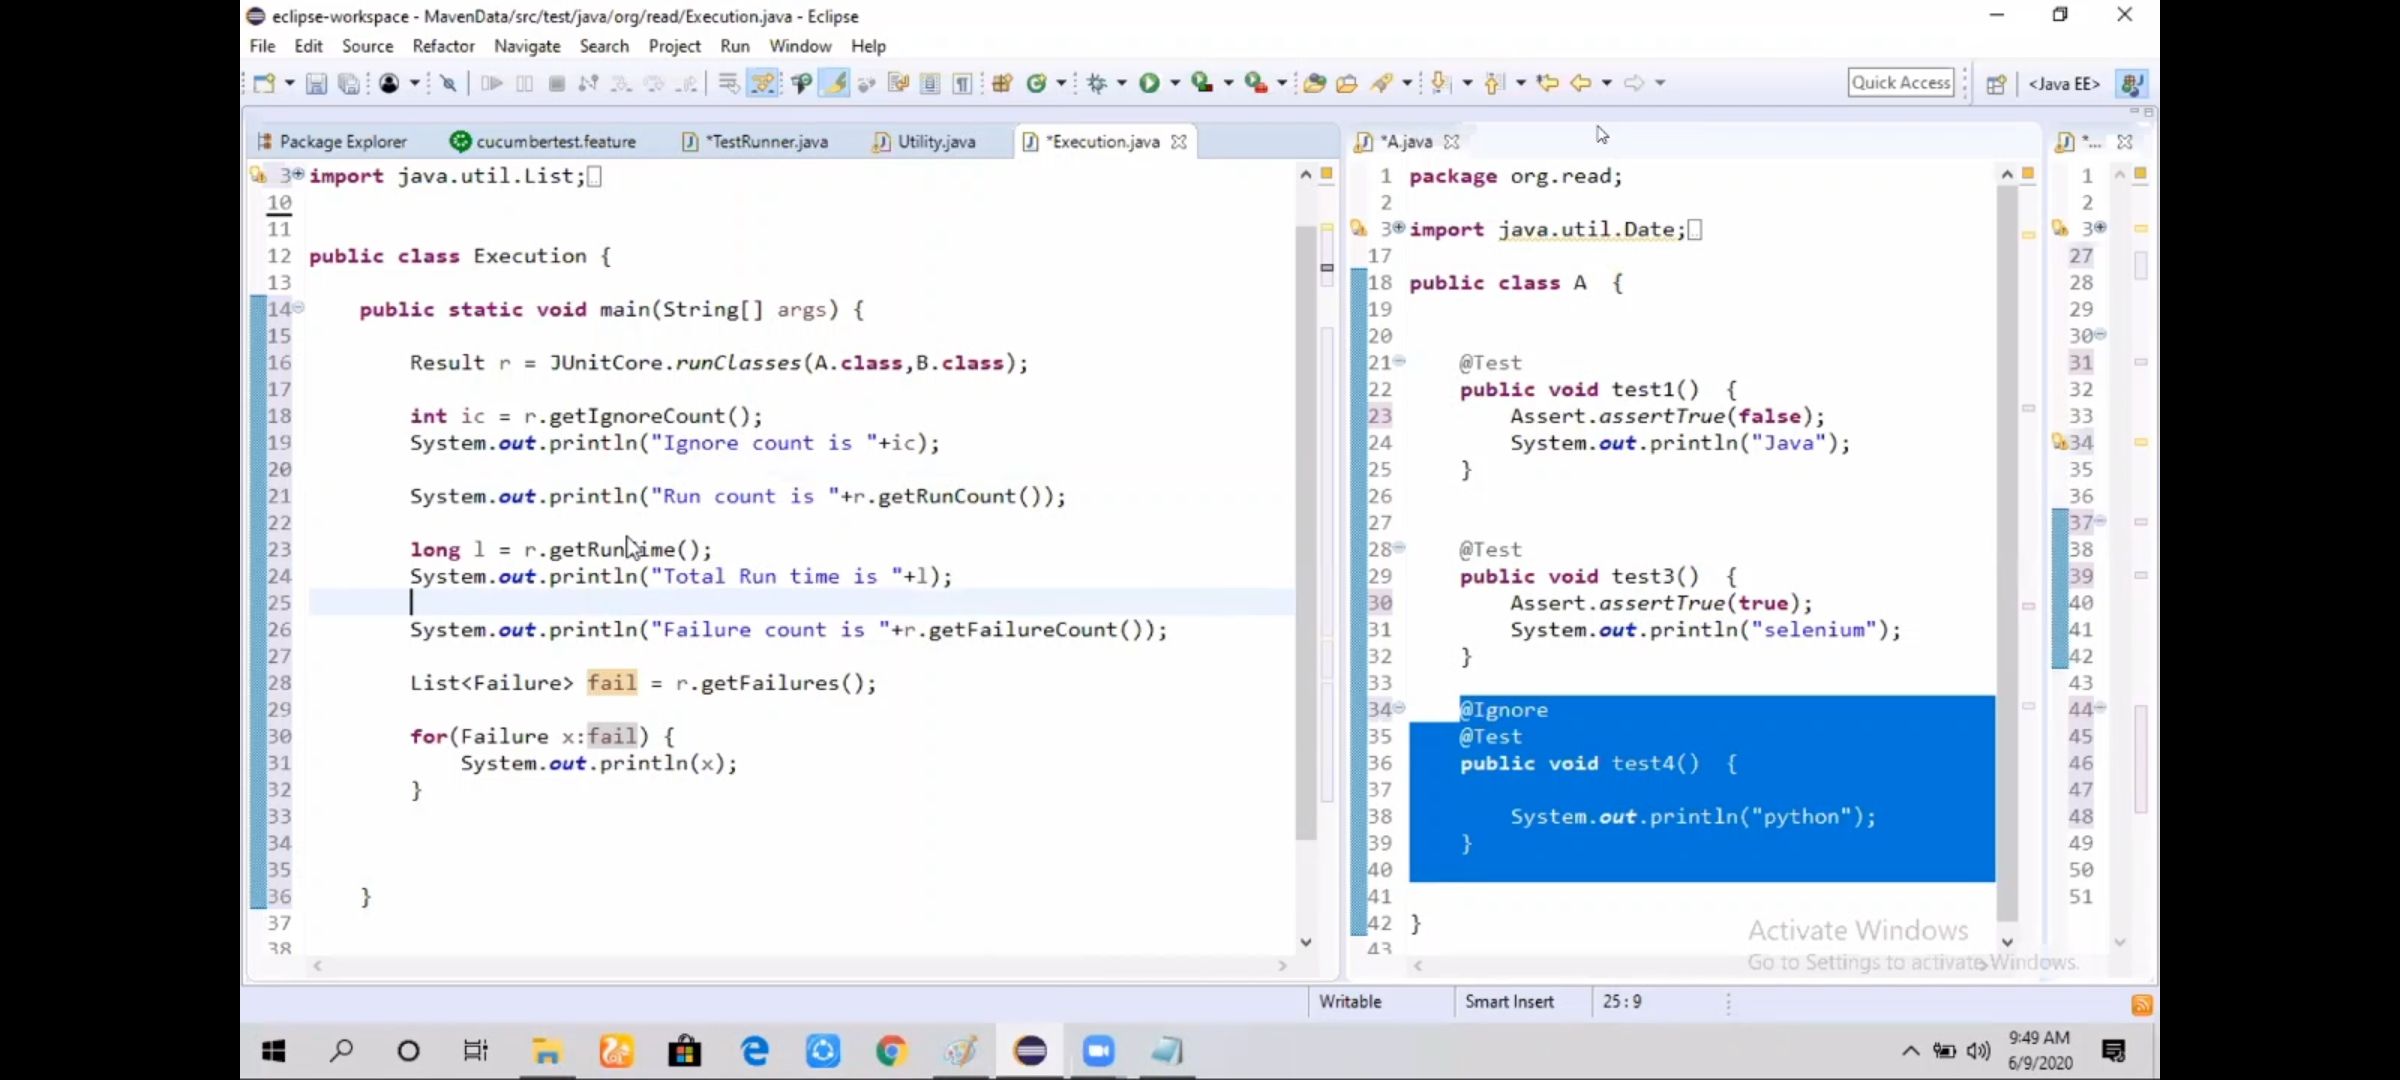 eclipse-workspace - MavenData/src/test/java/org/read/Execution.java - Eclipse
File Edit Source Refactor Navigate Search Project Run Window Help
Quick Access <Java EE>
Package Explorer cucumbertest.feature *TestRunner.java Utility.java *Execution.java
3 import java.util.List;
10
11
12 public class Execution {
13
14 public static void main(String[] args) {
15
16 Result r = JUnitCore.runClasses(A.class,B.class);
17
18 int ic = r.getIgnoreCount();
19 System.out.println("Ignore count is "+ic);
20
21 System.out.println("Run count is "+r.getRunCount());
22
23 long l = r.getRunTime();
24 System.out.println("Total Run time is "+l);
25
26 System.out.println("Failure count is "+r.getFailureCount());
27
28 List<Failure> fail = r.getFailures();
29
30 for(Failure x:fail) {
31 System.out.println(x);
32 }
33
34
35
36 }
37
38
*A.java
1 package org.read;
2
3 import java.util.Date;
17
18 public class A {
19
20
21 @Test
22 public void test1() {
23 Assert.assertTrue(false);
24 System.out.println("Java");
25 }
26
27
28 @Test
29 public void test3() {
30 Assert.assertTrue(true);
31 System.out.println("selenium");
32 }
33
34 @Ignore
35 @Test
36 public void test4() {
37
38 System.out.println("python");
39 }
40
41
42 }
43
*...
1
2
3
27
28
29
30
31
32
33
34
35
36
37
38
39
40
41
42
43
44
45
46
47
48
49
50
51
Activate Windows
Go to Settings to activate Windows.
Writable Smart Insert 25 : 9
9:49 AM
6/9/2020